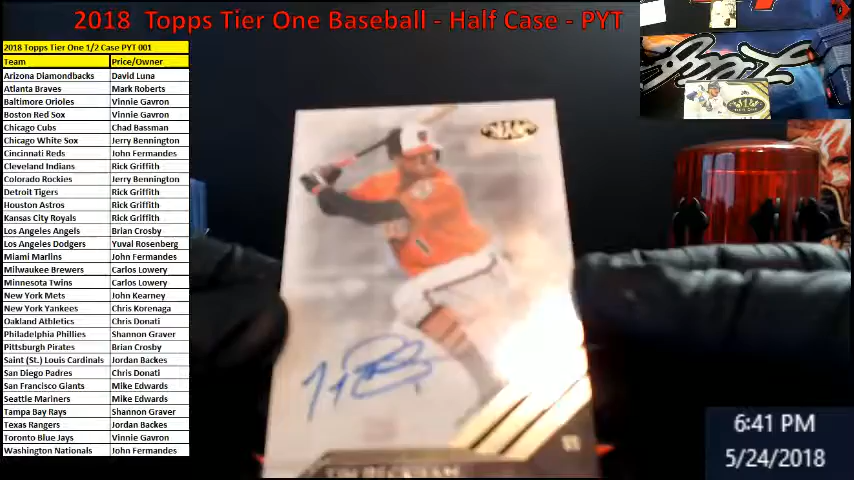 2018 Topps Tier One Baseball - Half Case - PYT
2018 Topps Tier One 1/2 Case PYT 001
Team Price/Owner
Arizona Diamondbacks David Luna
Atlanta Braves Mark Roberts
Baltimore Orioles Vinnie Gavron
Boston Red Sox Vinnie Gavron
Chicago Cubs Chad Bassman
Chicago White Sox Jerry Bennington
Cincinnati Reds John Fernandes
Cleveland Indians Rick Griffith
Colorado Rockies Jerry Bennington
Detroit Tigers Rick Griffith
Houston Astros Rick Griffith
Kansas City Royals Rick Griffith
Los Angeles Angels Brian Crosby
Los Angeles Dodgers Yuval Rosenberg
Miami Marlins John Fernandes
Milwaukee Brewers Carlos Lowery
Minnesota Twins Carlos Lowery
New York Mets John Kearney
New York Yankees Chris Korenaga
Oakland Athletics Chris Donati
Philadelphia Phillies Shannon Graver
Pittsburgh Pirates Brian Crosby
Saint (St.) Louis Cardinals Jordan Backes
San Diego Padres Chris Donati
San Francisco Giants Mike Edwards
Seattle Mariners Mike Edwards
Tampa Bay Rays Shannon Graver
Texas Rangers Jordan Backes
Toronto Blue Jays Vinnie Gavron
Washington Nationals John Fernandes
TIM BECKHAM
6:41 PM
5/24/2018